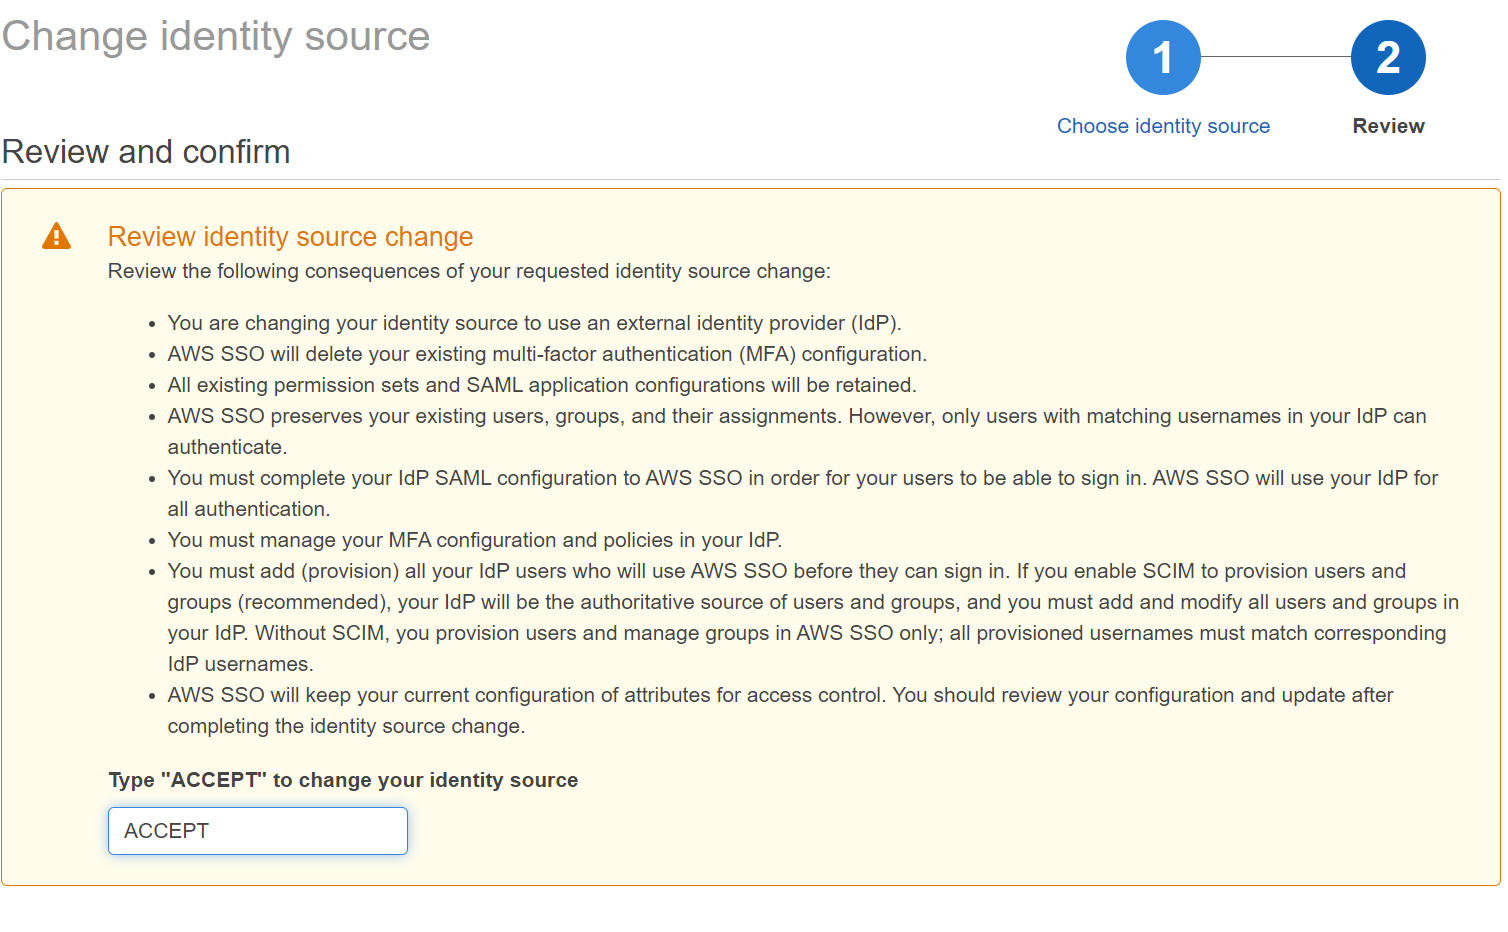 Change identity source
1
2
Choose identity source
Review
Review and confirm
Review identity source change
Review the following consequences of your requested identity source change:
• You are changing your identity source to use an external identity provider (IdP).
• AWS SSO will delete your existing multi-factor authentication (MFA) configuration.
• All existing permission sets and SAML application configurations will be retained.
• AWS SSO preserves your existing users, groups, and their assignments. However, only users with matching usernames in your IdP can
authenticate.
• You must complete your IdP SAML configuration to AWS SSO in order for your users to be able to sign in. AWS SSO will use your IdP for
all authentication.
• You must manage your MFA configuration and policies in your IdP.
• You must add (provision) all your IdP users who will use AWS SSO before they can sign in. If you enable SCIM to provision users and
groups (recommended), your IdP will be the authoritative source of users and groups, and you must add and modify all users and groups in
your IdP. Without SCIM, you provision users and manage groups in AWS SSO only; all provisioned usernames must match corresponding
IdP usernames.
• AWS SSO will keep your current configuration of attributes for access control. You should review your configuration and update after
completing the identity source change.
Type "ACCEPT" to change your identity source
ACCEPT